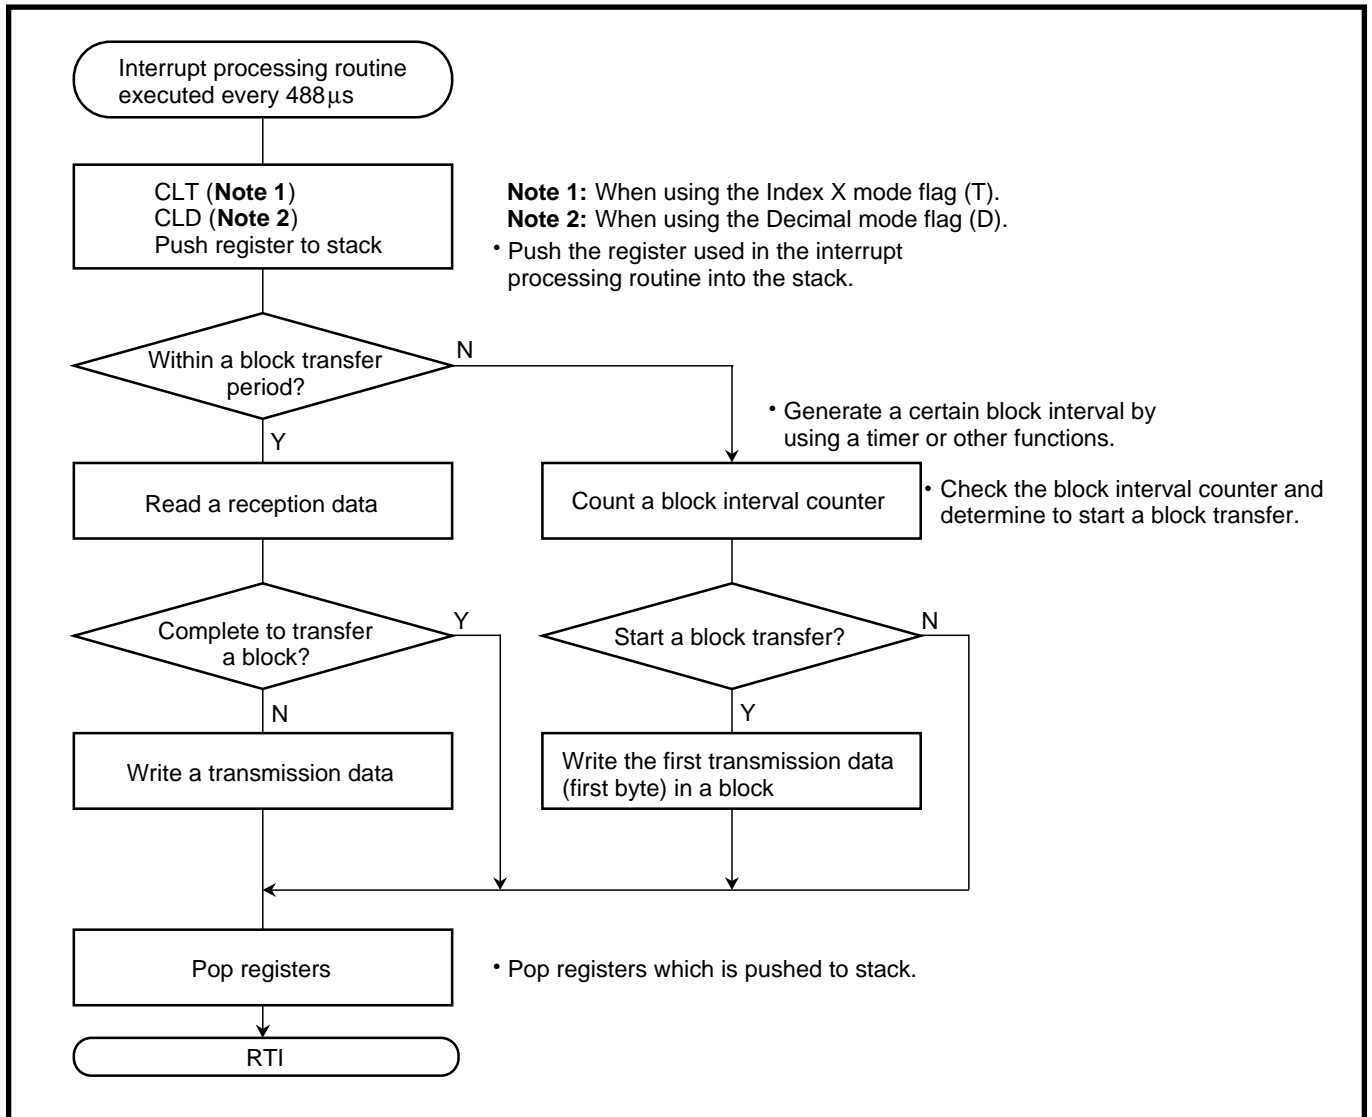 Interrupt processing routine
executed every 488μs
CLT (Note 1)
CLD (Note 2)
Push register to stack
Note 1: When using the Index X mode flag (T).
Note 2: When using the Decimal mode flag (D).
• Push the register used in the interrupt
processing routine into the stack.
Within a block transfer
period?
N
Y
• Generate a certain block interval by
using a timer or other functions.
Read a reception data
Count a block interval counter
• Check the block interval counter and
determine to start a block transfer.
Complete to transfer
a block?
Y
N
Start a block transfer?
N
Y
Write a transmission data
Write the first transmission data
(first byte) in a block
Pop registers
• Pop registers which is pushed to stack.
RTI